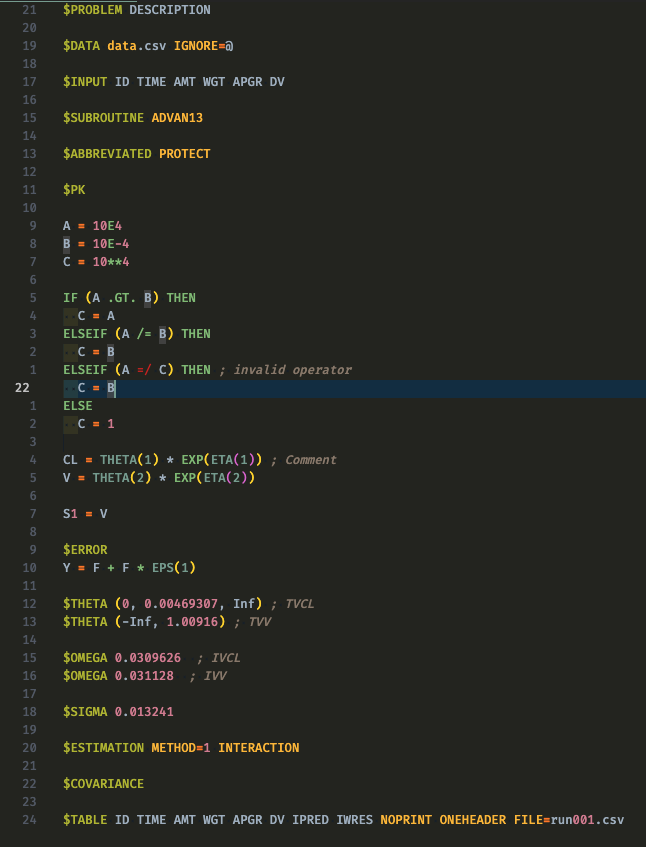 21 $PROBLEM DESCRIPTION
20
19 $DATA data.csv IGNORE=@
18
17 $INPUT ID TIME AMT WGT APGR DV
16
15 $SUBROUTINE ADVAN13
14
13 $ABBREVIATED PROTECT
12
11 $PK
10
9 A = 10E4
8 B = 10E-4
7 C = 10**4
6
5 IF (A .GT. B) THEN
4 C = A
3 ELSEIF (A /= B) THEN
2 C = B
1 ELSEIF (A =/ C) THEN ; invalid operator
22 C = B
1 ELSE
2 C = 1
3
4 CL = THETA(1) * EXP(ETA(1)) ; Comment
5 V = THETA(2) * EXP(ETA(2))
6
7 S1 = V
8
9 $ERROR
10 Y = F + F * EPS(1)
11
12 $THETA (0, 0.00469307, Inf) ; TVCL
13 $THETA (-Inf, 1.00916) ; TVV
14
15 $OMEGA 0.0309626 ; IVCL
16 $OMEGA 0.031128 ; IVV
17
18 $SIGMA 0.013241
19
20 $ESTIMATION METHOD=1 INTERACTION
21
22 $COVARIANCE
23
24 $TABLE ID TIME AMT WGT APGR DV IPRED IWRES NOPRINT ONEHEADER FILE=run001.csv